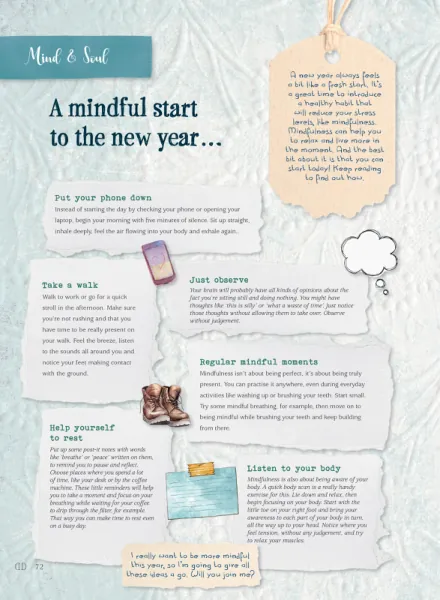 Mind & Soul
A mindful start
to the new year...
A new year always feels
a bit like a fresh start. It's
a great time to introduce
a healthy habit that
will reduce your stress
levels, like mindfulness.
Mindfulness can help you
to relax and live more in
the moment. And the best
bit about it is that you can
start today! Keep reading
to find out how.
Put your phone down
Instead of starting the day by checking your phone or opening your
laptop, begin your morning with five minutes of silence. Sit up straight,
inhale deeply, feel the air flowing into your body and exhale again.
Take a walk
Walk to work or go for a quick
stroll in the afternoon. Make sure
you're not rushing and that you
have time to be really present on
your walk. Feel the breeze, listen
to the sounds all around you and
notice your feet making contact
with the ground.
Just observe
Your brain will probably have all kinds of opinions about the
fact you're sitting still and doing nothing. You might have
thoughts like 'this is silly' or 'what a waste of time'. Just notice
those thoughts without allowing them to take over. Observe
without judgement.
Regular mindful moments
Mindfulness isn't about being perfect, it's about being truly
present. You can practise it anywhere, even during everyday
activities like washing up or brushing your teeth. Start small.
Try some mindful breathing, for example, then move on to
being mindful while brushing your teeth and keep building
from them.
Help yourself
to rest
Put up some post-it notes with words
like 'breathe' or 'peace' written on them,
to remind you to pause and reflect.
Choose places where you spend a lot
of time, like your desk or by the coffee
machine. These little reminders will help
you to take a moment and focus on your
breathing while waiting for your coffee
to drip through the filter, for example.
That way you can make time to rest even
on a busy day.
Listen to your body
Mindfulness is also about being aware of your
body. A quick body scan is a really handy
exercise for this. Lie down and relax, then
begin focusing on your body. Start with the
little toe on your right foot and bring your
awareness to each part of your body in turn,
all the way up to your head. Notice where you
feel tension, without any judgement, and try
to relax your muscles.
I really want to be more mindful
this year, so I'm going to give all
these ideas a go. Will you join me?
72